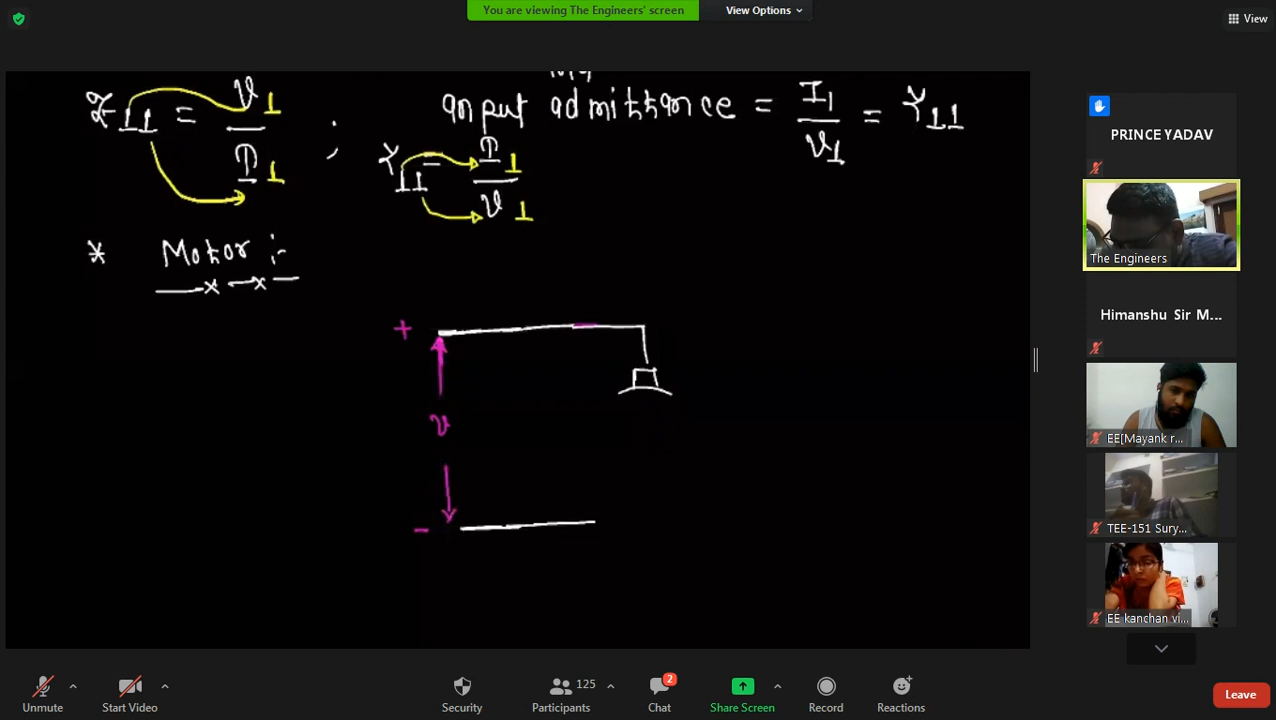 You are viewing The Engineers' screen
View Options
View
Z11 = V1 / I1 ;
input admitthance = I1 / V1 = Y11
Y11 = I1 / V1
* Motor :-
+
V
-
PRINCE YADAV
The Engineers
Himanshu Sir M...
EE[Mayank r...
TEE-151 Sury...
EE kanchan vi...
Unmute
Start Video
Security
125
Participants
2
Chat
Share Screen
Record
Reactions
Leave